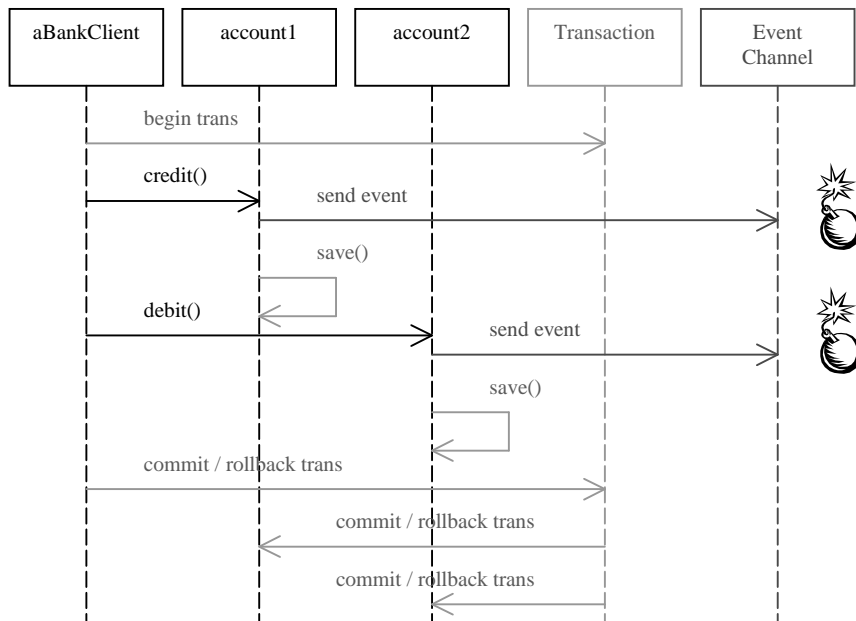 aBankClient
account1
account2
Transaction
Event
Channel
begin trans
credit()
send event
save()
debit()
send event
save()
commit / rollback trans
commit / rollback trans
commit / rollback trans